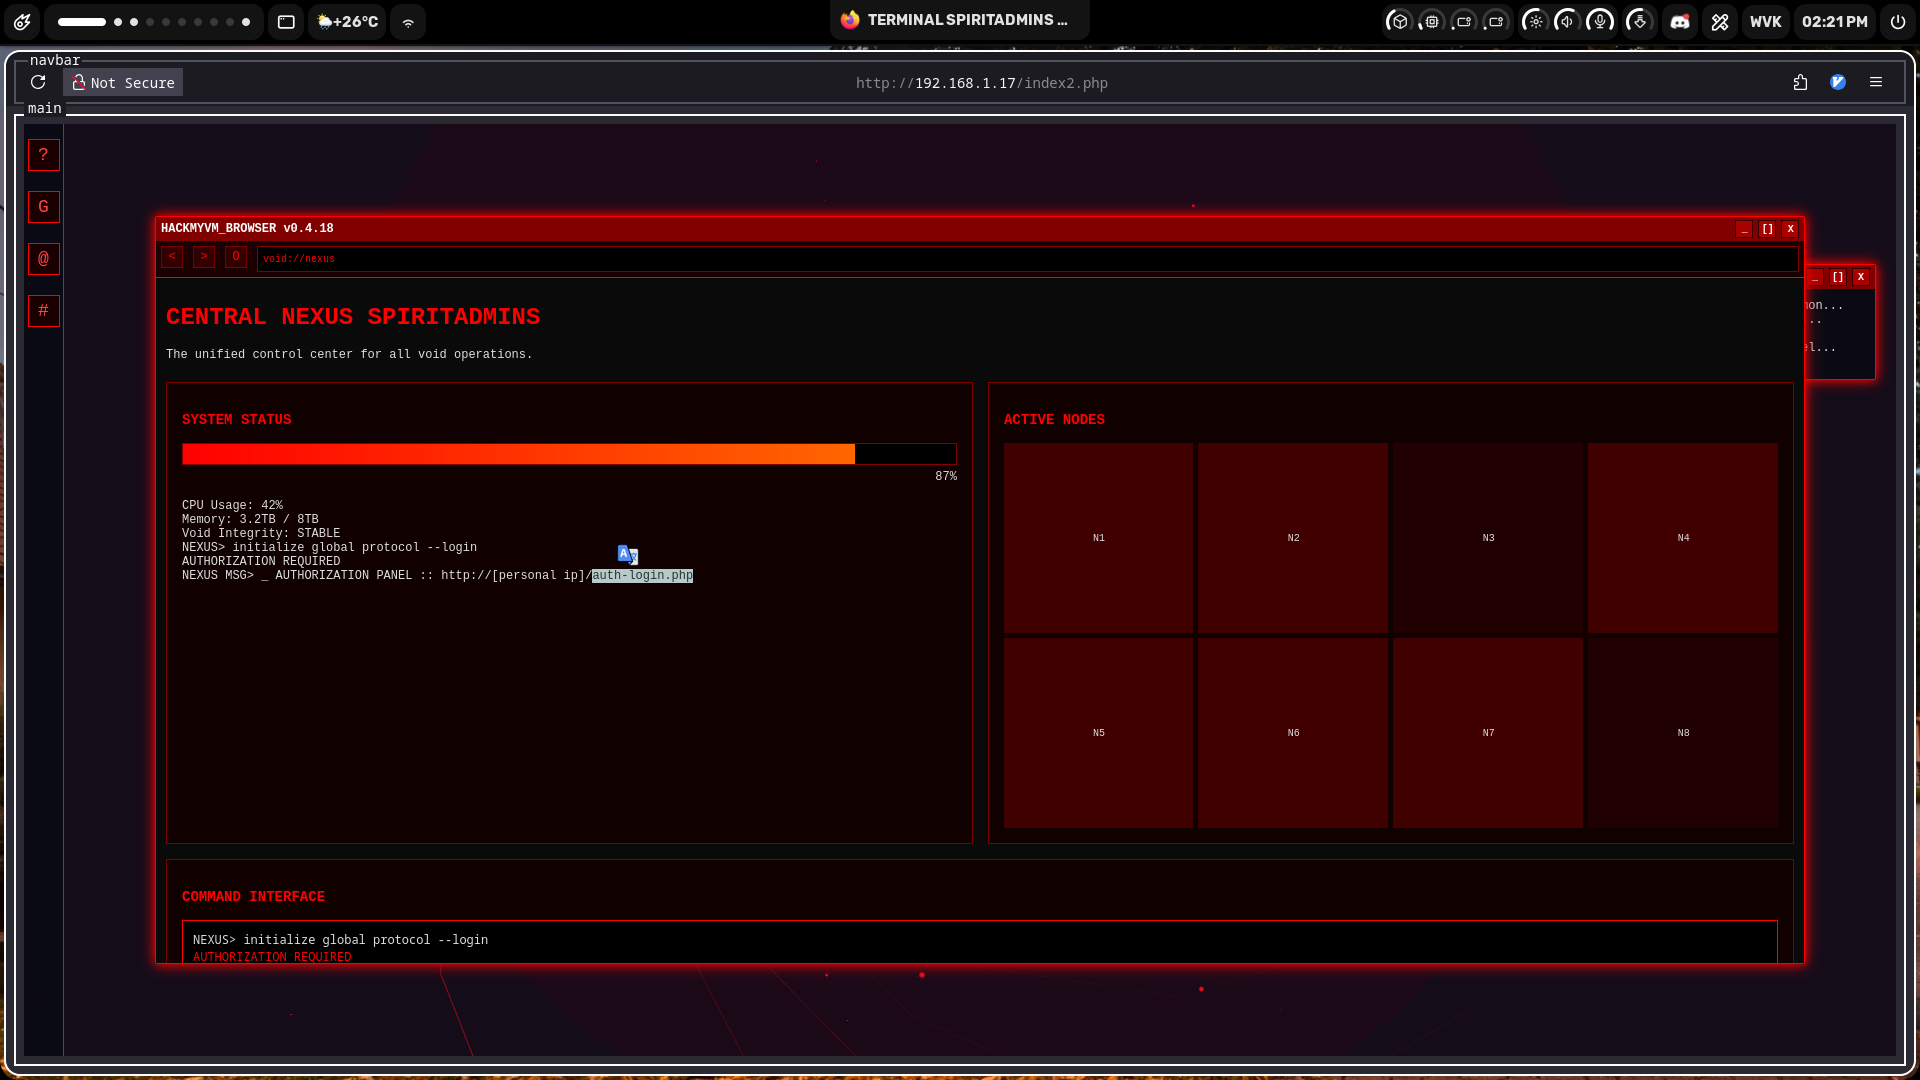 +26°C
TERMINAL SPIRITADMINS ...
WVK
02:21 PM
navbar
Not Secure
http://192.168.1.17/index2.php
main
?
G
@
#
HACKMYVM_BROWSER v0.4.18
_ [] X
< > O void://nexus
_ [] X
...
..
...
CENTRAL NEXUS SPIRITADMINS
The unified control center for all void operations.
SYSTEM STATUS
87%
CPU Usage: 42%
Memory: 3.2TB / 8TB
Void Integrity: STABLE
NEXUS> initialize global protocol --login
AUTHORIZATION REQUIRED
NEXUS MSG> _ AUTHORIZATION PANEL :: http://[personal ip]/auth-login.php
ACTIVE NODES
N1 N2 N3 N4
N5 N6 N7 N8
COMMAND INTERFACE
NEXUS> initialize global protocol --login
AUTHORIZATION REQUIRED